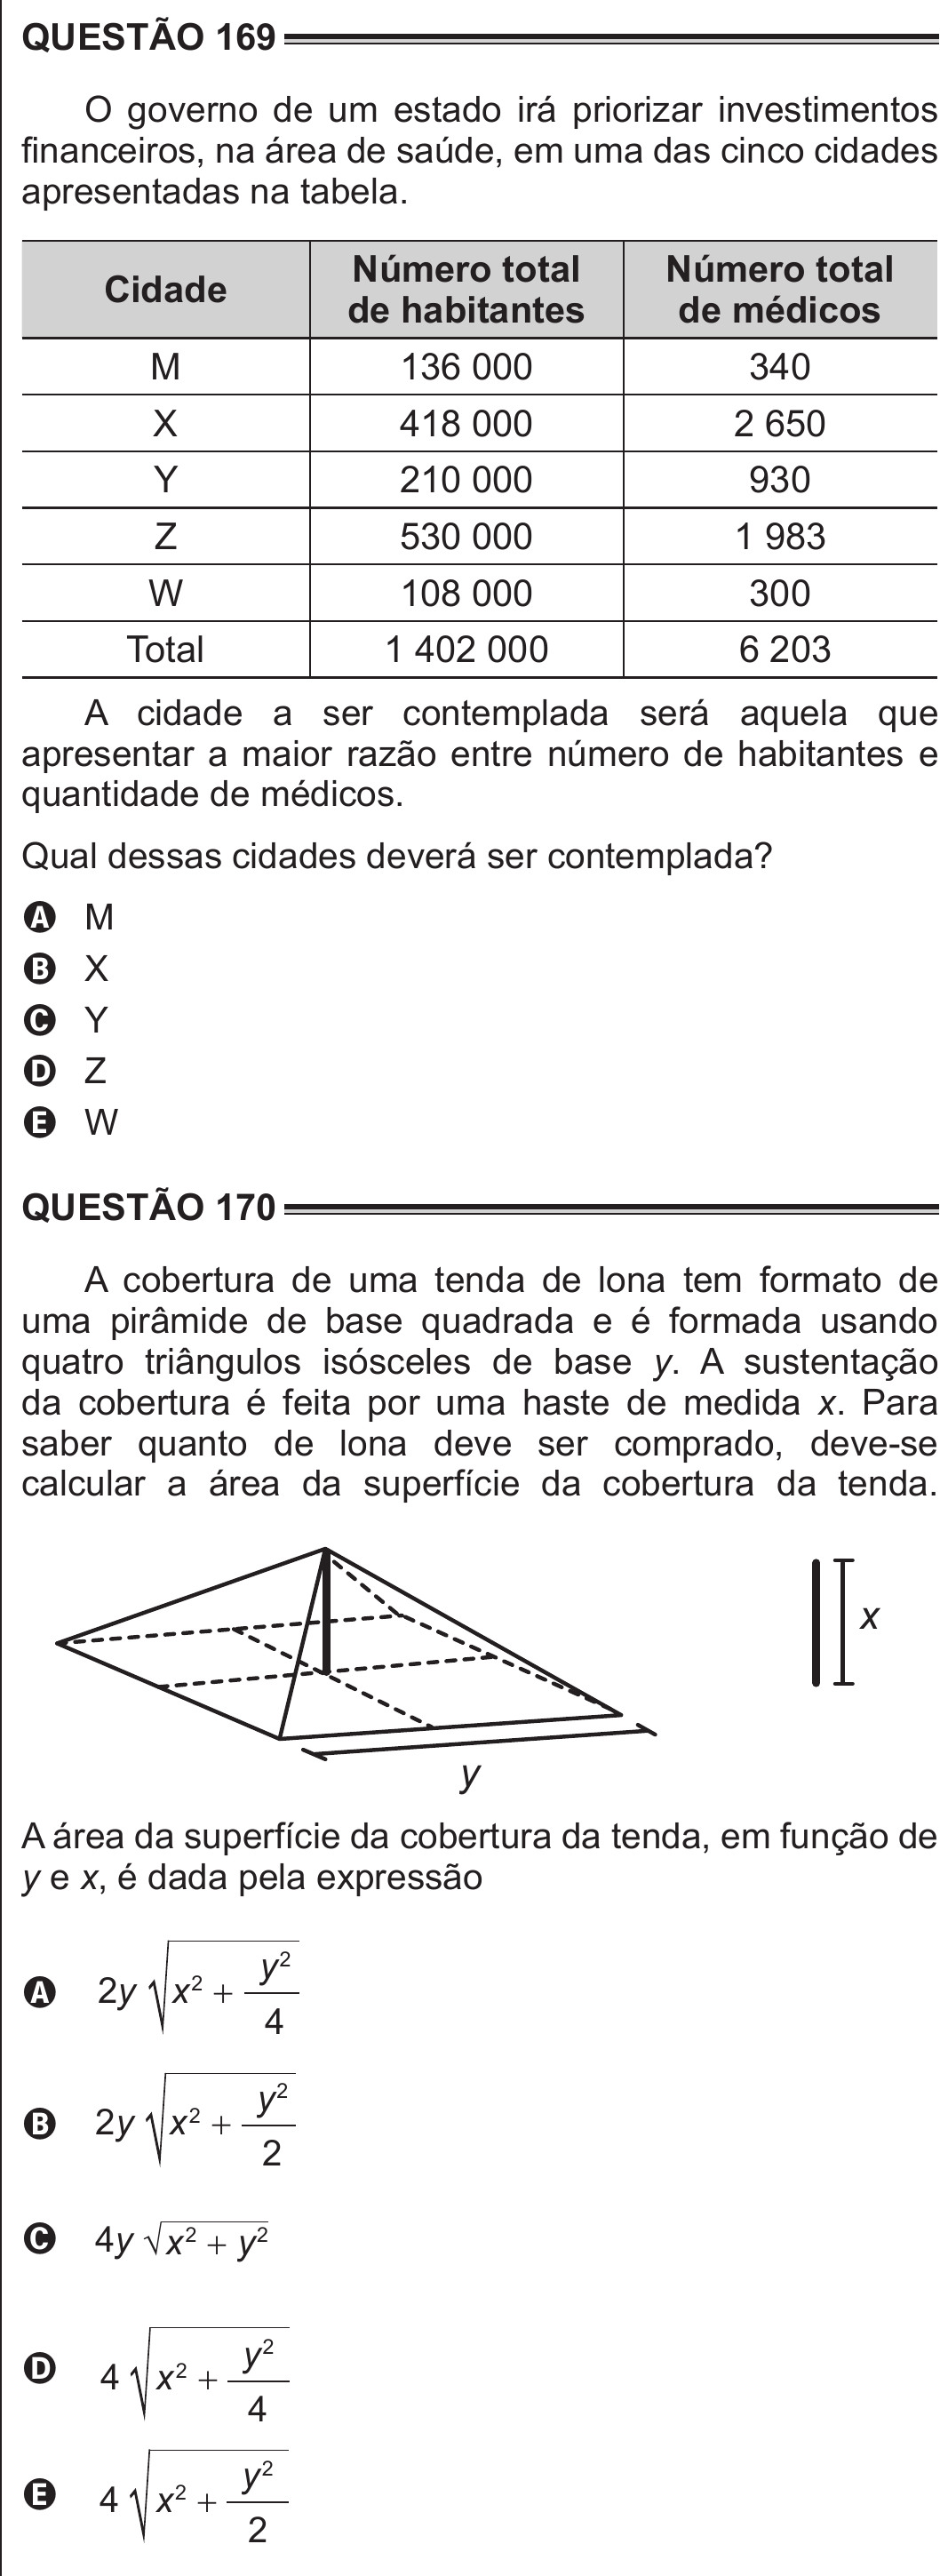 QUESTÃO 169
O governo de um estado irá priorizar investimentos
financeiros, na área de saúde, em uma das cinco cidades
apresentadas na tabela.
Cidade | Número total de habitantes | Número total de médicos
M | 136 000 | 340
X | 418 000 | 2 650
Y | 210 000 | 930
Z | 530 000 | 1 983
W | 108 000 | 300
Total | 1 402 000 | 6 203
A cidade a ser contemplada será aquela que
apresentar a maior razão entre número de habitantes e
quantidade de médicos.
Qual dessas cidades deverá ser contemplada?
A M
B X
C Y
D Z
E W
QUESTÃO 170
A cobertura de uma tenda de lona tem formato de
uma pirâmide de base quadrada e é formada usando
quatro triângulos isósceles de base y. A sustentação
da cobertura é feita por uma haste de medida x. Para
saber quanto de lona deve ser comprado, deve-se
calcular a área da superfície da cobertura da tenda.
x
y
A área da superfície da cobertura da tenda, em função de
y e x, é dada pela expressão
A 2y √(x² + y²/4)
B 2y √(x² + y²/2)
C 4y √(x² + y²)
D 4 √(x² + y²/4)
E 4 √(x² + y²/2)